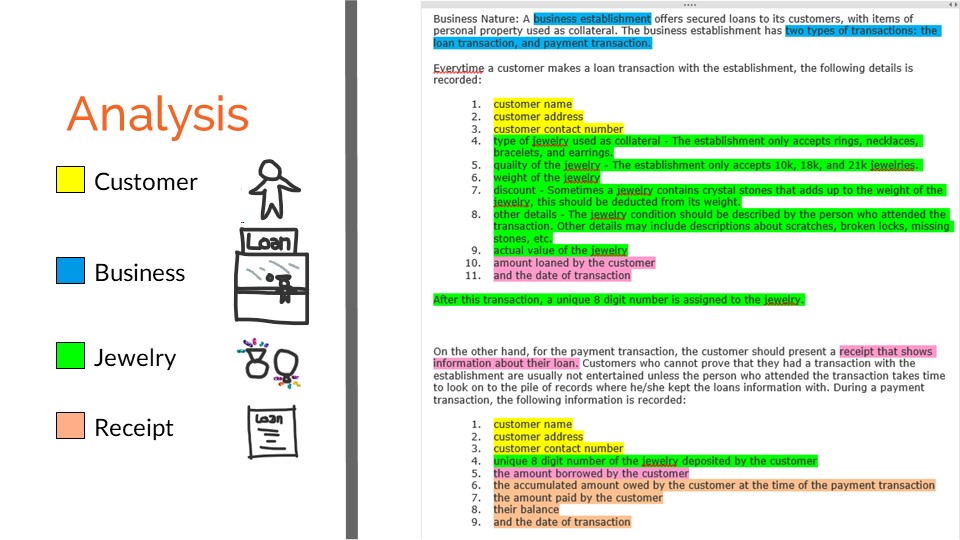 Analysis
Customer
Loan
Business
Jewelry
Receipt
Loan
Business Nature: A business establishment offers secured loans to its customers, with items of
personal property used as collateral. The business establishment has two types of transactions: the
loan transaction, and payment transaction.
Everytime a customer makes a loan transaction with the establishment, the following details is
recorded:
1. customer name
2. customer address
3. customer contact number
4. type of jewelry used as collateral - The establishment only accepts rings, necklaces,
bracelets, and earrings.
5. quality of the jewelry - The establishment only accepts 10k, 18k, and 21k jewelries.
6. weight of the jewelry
7. discount - Sometimes a jewelry contains crystal stones that adds up to the weight of the
jewelry, this should be deducted from its weight.
8. other details - The jewelry condition should be described by the person who attended the
transaction. Other details may include descriptions about scratches, broken locks, missing
stones, etc.
9. actual value of the jewelry
10. amount loaned by the customer
11. and the date of transaction
After this transaction, a unique 8 digit number is assigned to the jewelry.
On the other hand, for the payment transaction, the customer should present a receipt that shows
information about their loan. Customers who cannot prove that they had a transaction with the
establishment are usually not entertained unless the person who attended the transaction takes time
to look on to the pile of records where he/she kept the loans information with. During a payment
transaction, the following information is recorded:
1. customer name
2. customer address
3. customer contact number
4. unique 8 digit number of the jewelry deposited by the customer
5. the amount borrowed by the customer
6. the accumulated amount owed by the customer at the time of the payment transaction
7. the amount paid by the customer
8. their balance
9. and the date of transaction